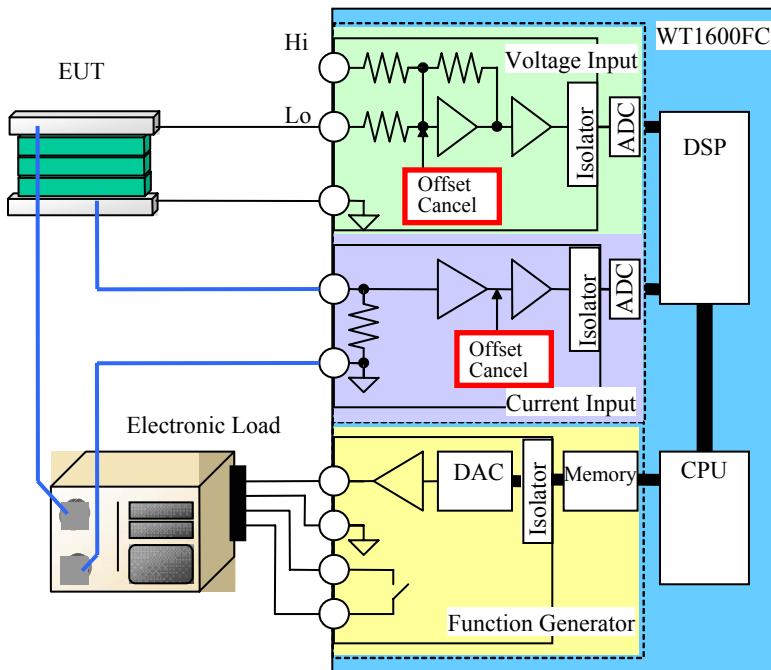 WT1600FC
Hi
EUT
Voltage Input
Lo
Isolator
ADC
DSP
Offset
Cancel
Isolator
ADC
Offset
Cancel
Current Input
Electronic Load
DAC
Isolator
Memory
CPU
Function Generator